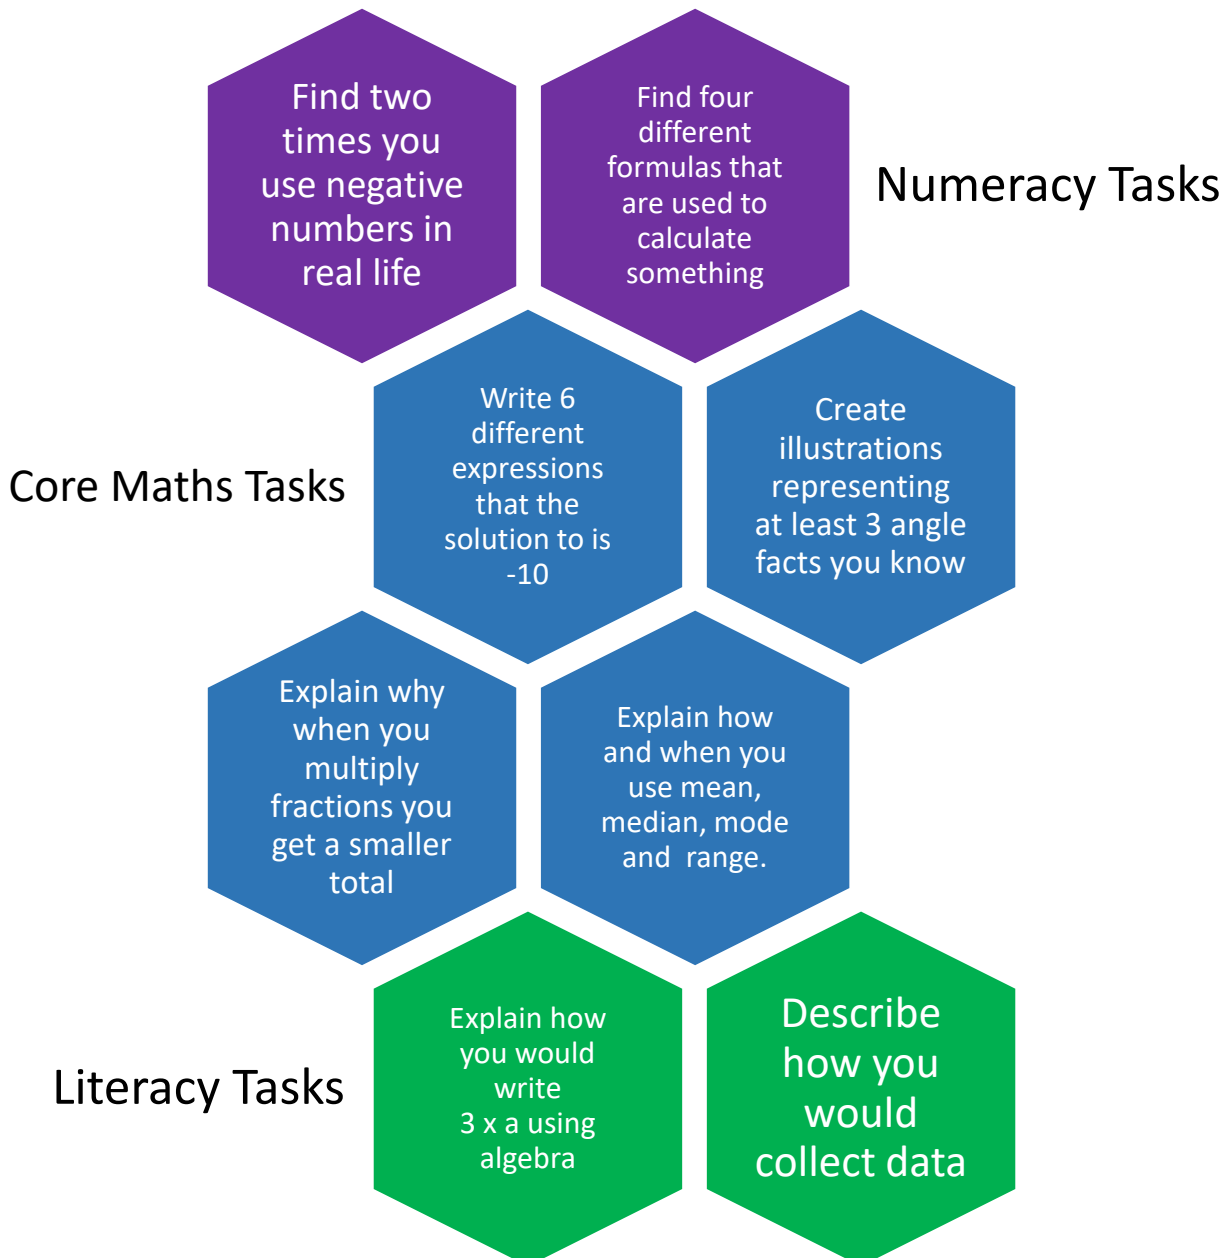 Find two
times you
use negative
numbers in
real life
Find four
different
formulas that
are used to
calculate
something
Numeracy Tasks
Core Maths Tasks
Write 6
different
expressions
that the
solution to is
-10
Create
illustrations
representing
at least 3 angle
facts you know
Explain why
when you
multiply
fractions you
get a smaller
total
Explain how
and when you
use mean,
median, mode
and  range.
Literacy Tasks
Explain how
you would
write
3 x a using
algebra
Describe
how you
would
collect data